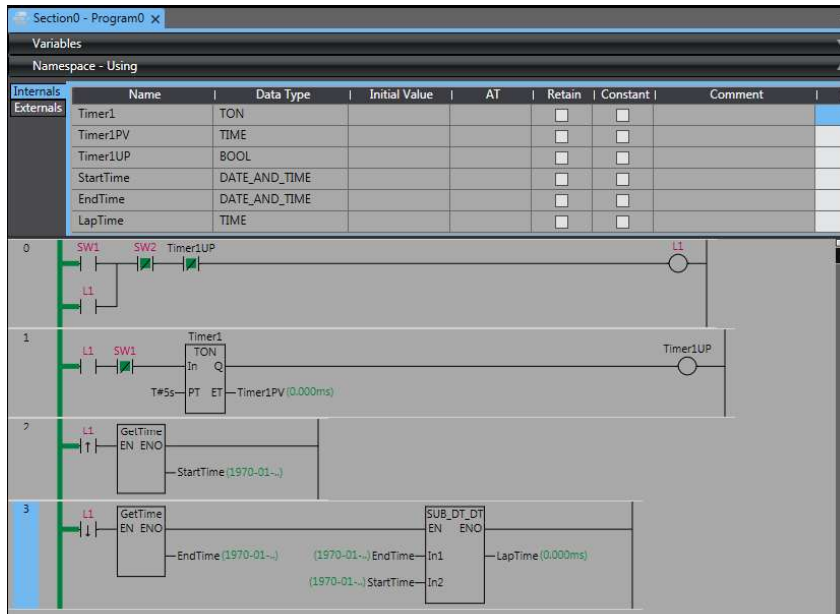 Section0 - Program0 x
Variables
Namespace - Using
Internals
Externals
Name | Data Type | Initial Value | AT | Retain | Constant | Comment
Timer1 TON
Timer1PV TIME
Timer1UP BOOL
StartTime DATE_AND_TIME
EndTime DATE_AND_TIME
LapTime TIME
0
SW1 SW2 Timer1UP L1
L1
1
Timer1
L1 SW1 TON Timer1UP
In Q
T#5s PT ET Timer1PV (0.000ms)
2
L1 GetTime
EN ENO
StartTime (1970-01-..)
3
L1 GetTime SUB_DT_DT
EN ENO EN ENO
EndTime (1970-01-..) (1970-01-..) EndTime In1 LapTime (0.000ms)
(1970-01-..) StartTime In2